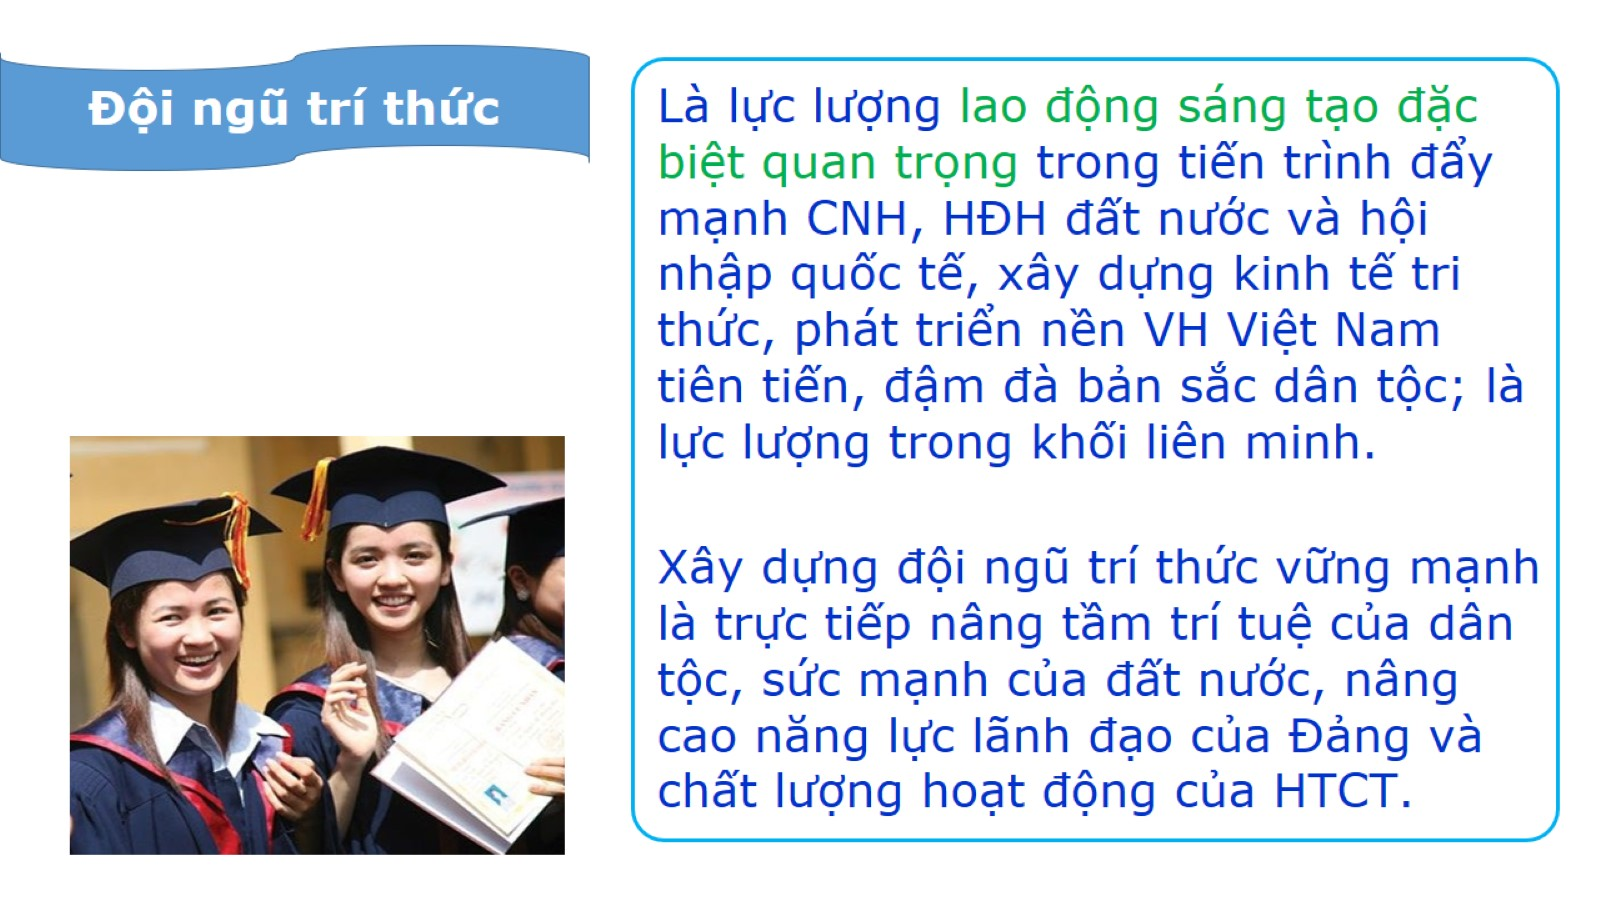 Đội ngũ trí thức
Là lực lượng lao động sáng tạo đặc
biệt quan trọng trong tiến trình đẩy
mạnh CNH, HĐH đất nước và hội
nhập quốc tế, xây dựng kinh tế tri
thức, phát triển nền VH Việt Nam
tiên tiến, đậm đà bản sắc dân tộc; là
lực lượng trong khối liên minh.
Xây dựng đội ngũ trí thức vững mạnh
là trực tiếp nâng tầm trí tuệ của dân
tộc, sức mạnh của đất nước, nâng
cao năng lực lãnh đạo của Đảng và
chất lượng hoạt động của HTCT.